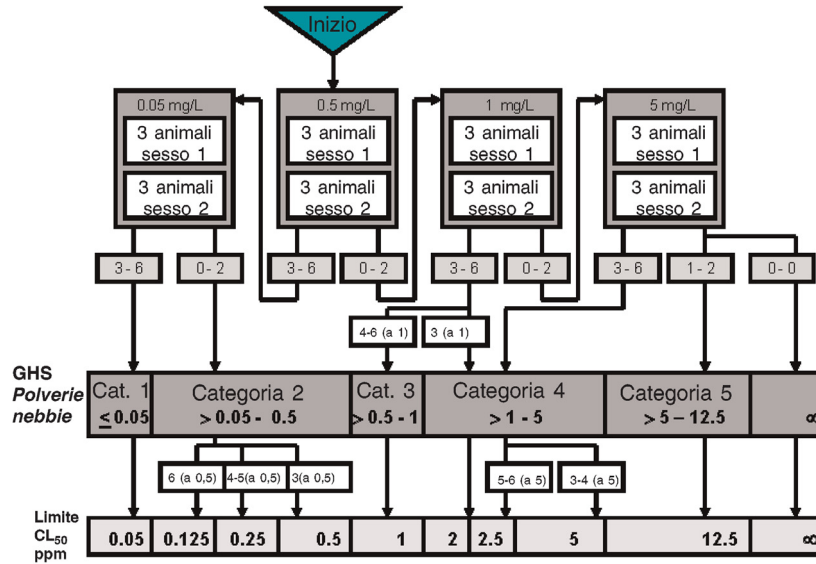 Inizio
0.05 mg/L
0.5 mg/L
1 mg/L
5 mg/L
3 animali
sesso 1
3 animali
sesso 1
3 animali
sesso 1
3 animali
sesso 1
3 animali
sesso 2
3 animali
sesso 2
3 animali
sesso 2
3 animali
sesso 2
3 - 6
0 - 2
3 - 6
0 - 2
3 - 6
0 - 2
3 - 6
1 - 2
0 - 0
4-6 (a 1)
3 (a 1)
GHS
Polverie
nebbie
Cat. 1
≤ 0.05
Categoria 2
> 0.05 - 0.5
Cat. 3
> 0.5 - 1
Categoria 4
> 1 - 5
Categoria 5
> 5 – 12.5
∞
6 (a 0,5)
4-5(a 0,5)
3(a 0,5)
5-6 (a 5)
3-4 (a 5)
Limite
CL50
ppm
0.05
0.125
0.25
0.5
1
2
2.5
5
12.5
∞